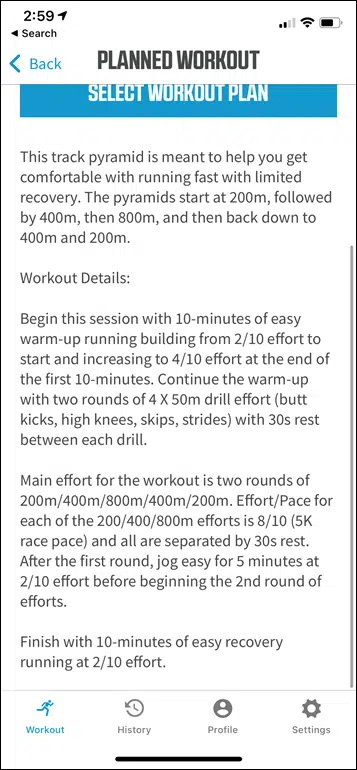 2:59
Search
Back
PLANNED WORKOUT
SELECT WORKOUT PLAN
This track pyramid is meant to help you get
comfortable with running fast with limited
recovery. The pyramids start at 200m, followed
by 400m, then 800m, and then back down to
400m and 200m.
Workout Details:
Begin this session with 10-minutes of easy
warm-up running building from 2/10 effort to
start and increasing to 4/10 effort at the end of
the first 10-minutes. Continue the warm-up
with two rounds of 4 X 50m drill effort (butt
kicks, high knees, skips, strides) with 30s rest
between each drill.
Main effort for the workout is two rounds of
200m/400m/800m/400m/200m. Effort/Pace for
each of the 200/400/800m efforts is 8/10 (5K
race pace) and all are separated by 30s rest.
After the first round, jog easy for 5 minutes at
2/10 effort before beginning the 2nd round of
efforts.
Finish with 10-minutes of easy recovery
running at 2/10 effort.
Workout
History
Profile
Settings